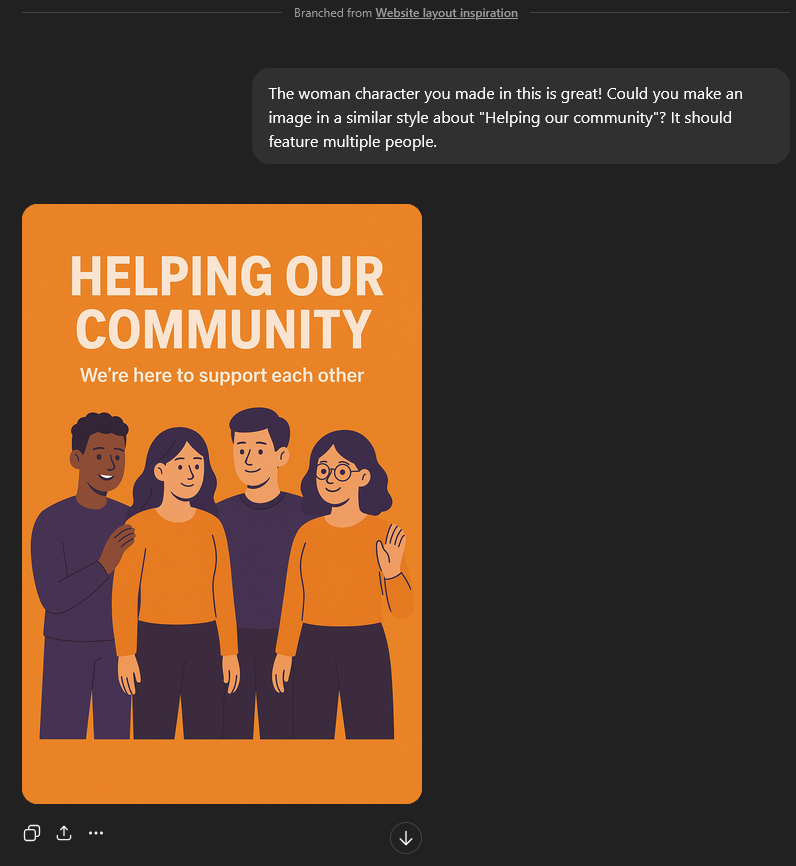 Branched from Website layout inspiration
The woman character you made in this is great! Could you make an
image in a similar style about "Helping our community"? It should
feature multiple people.
HELPING OUR
COMMUNITY
We're here to support each other